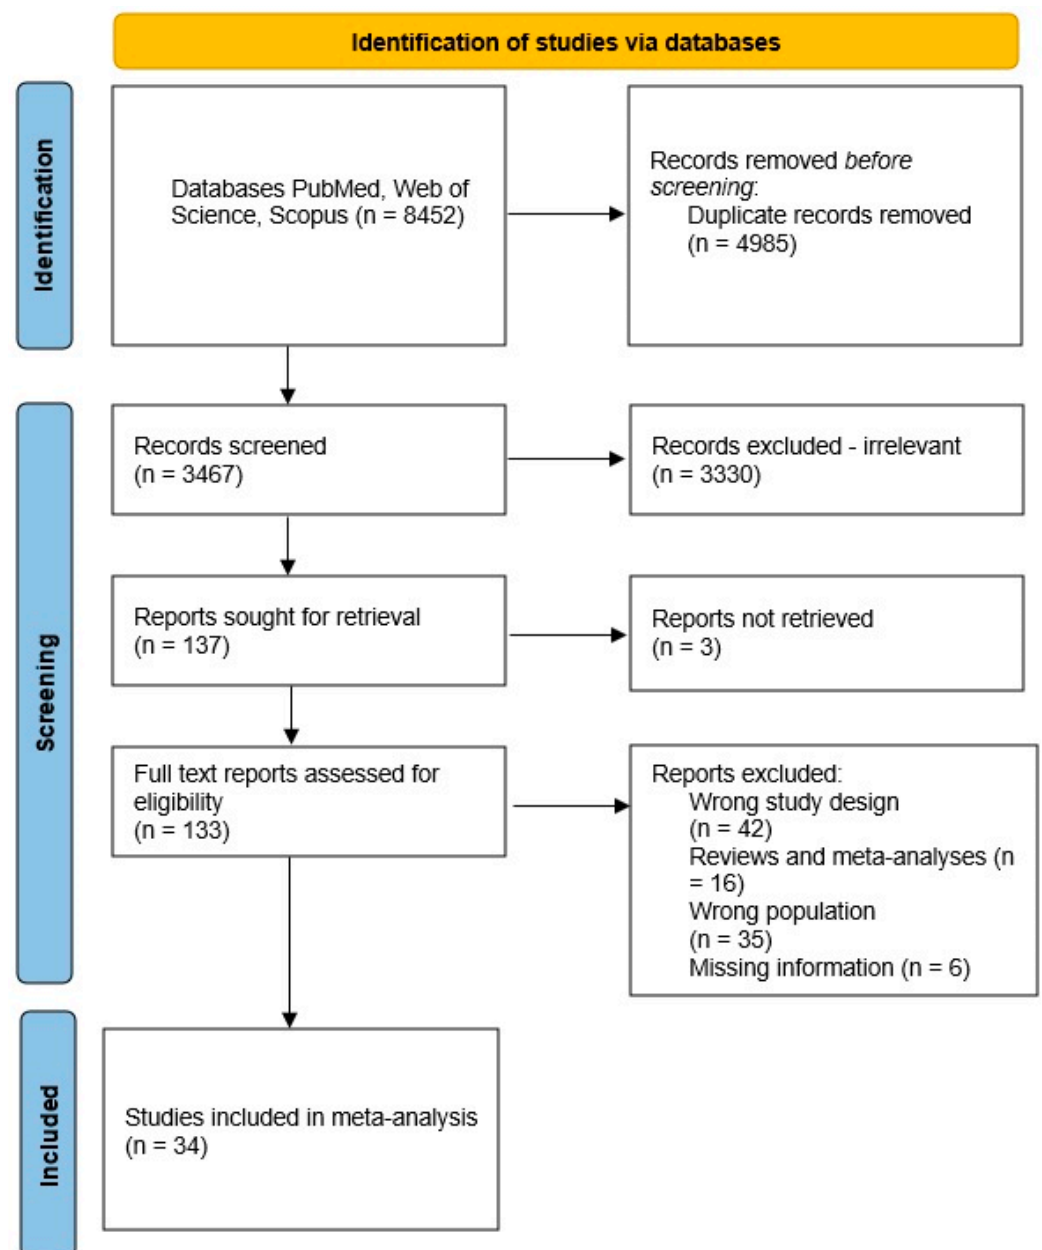 Identification of studies via databases
Identification
Databases PubMed, Web of
Science, Scopus (n = 8452)
Records removed before
screening:
Duplicate records removed
(n = 4985)
Screening
Records screened
(n = 3467)
Records excluded - irrelevant
(n = 3330)
Reports sought for retrieval
(n = 137)
Reports not retrieved
(n = 3)
Full text reports assessed for
eligibility
(n = 133)
Reports excluded:
Wrong study design
(n = 42)
Reviews and meta-analyses (n
= 16)
Wrong population
(n = 35)
Missing information (n = 6)
Included
Studies included in meta-analysis
(n = 34)